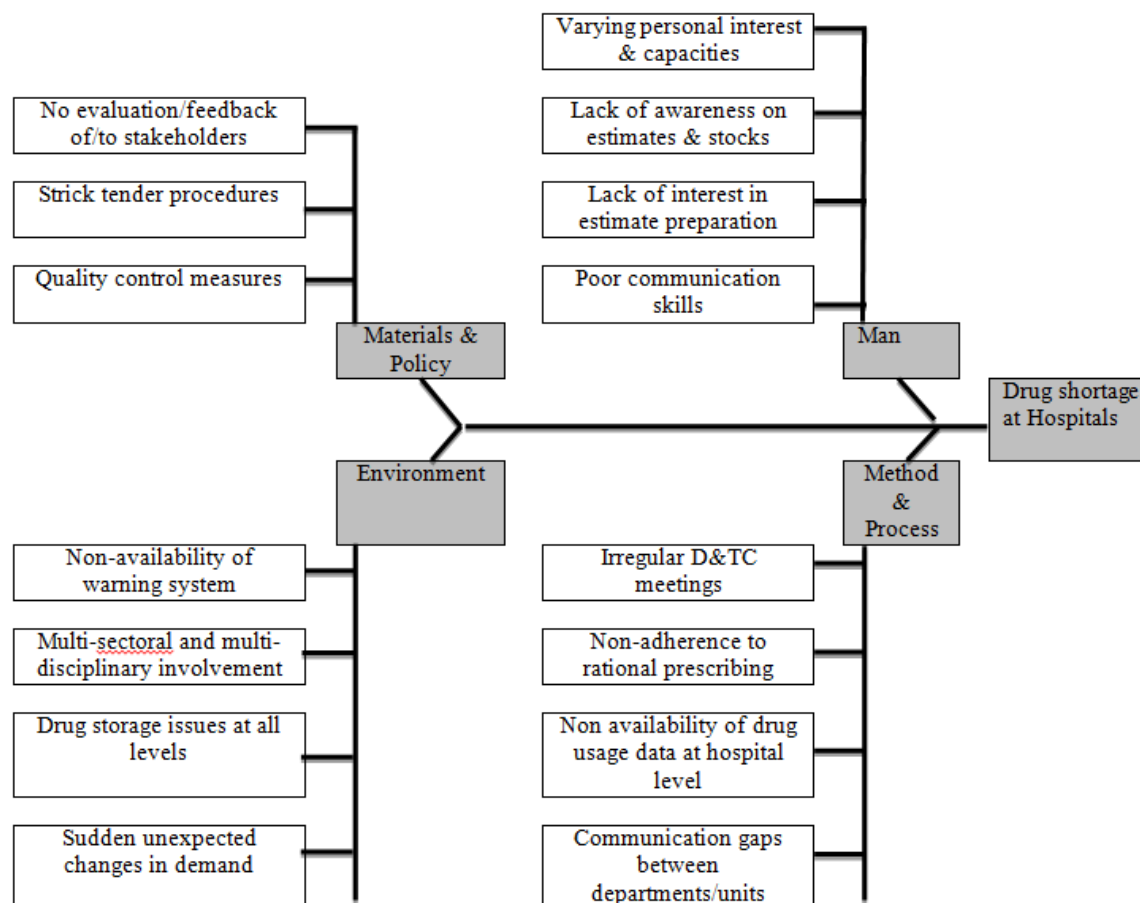 Varying personal interest
& capacities
No evaluation/feedback
of/to stakeholders
Lack of awareness on
estimates & stocks
Strick tender procedures
Lack of interest in
estimate preparation
Quality control measures
Poor communication
skills
Materials &
Policy
Man
Drug shortage
at Hospitals
Environment
Method
&
Process
Non-availability of
warning system
Irregular D&TC
meetings
Multi-sectoral and multi-
disciplinary involvement
Non-adherence to
rational prescribing
Drug storage issues at all
levels
Non availability of drug
usage data at hospital
level
Sudden unexpected
changes in demand
Communication gaps
between
departments/units